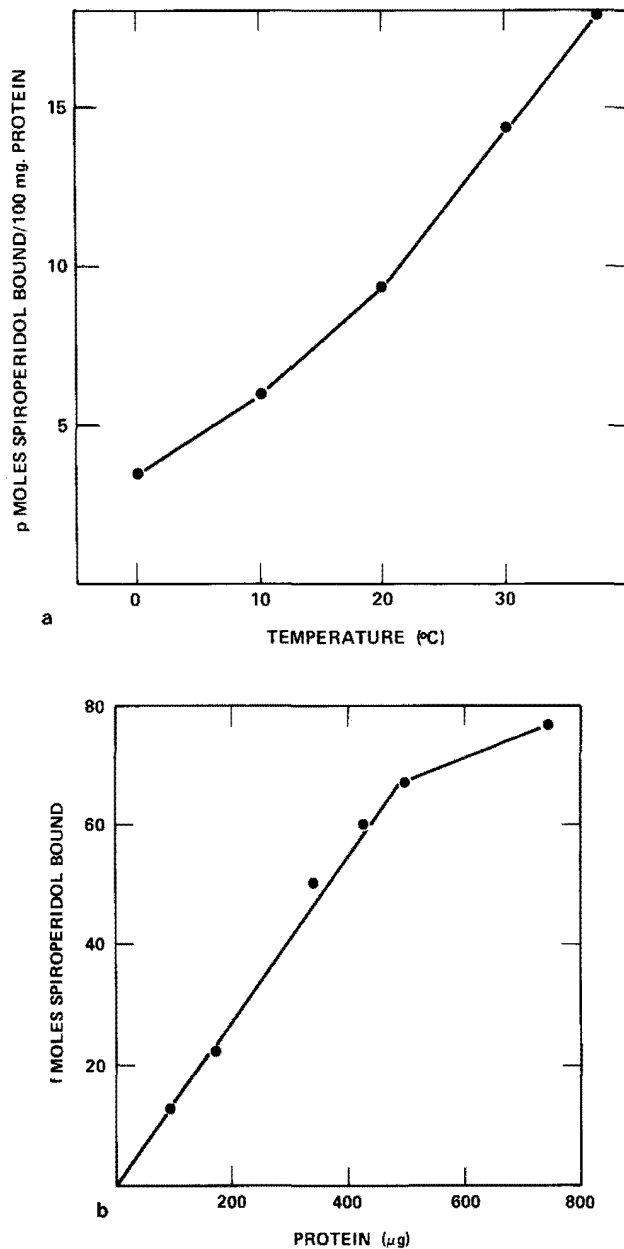 p MOLES SPIROPERIDOL BOUND/100 mg. PROTEIN
15
10
5
0
10
20
30
a
TEMPERATURE (°C)
f MOLES SPIROPERIDOL BOUND
80
60
40
20
200
400
600
800
b
PROTEIN (μg)